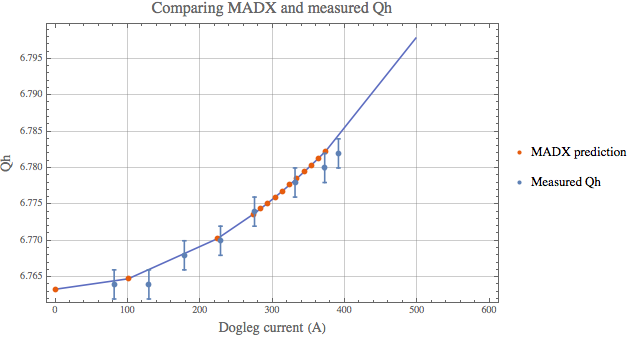 Comparing MADX and measured Qh
6.795
6.790
6.785
6.780
6.775
6.770
6.765
Qh
0 100 200 300 400 500 600
Dogleg current (A)
MADX prediction
Measured Qh